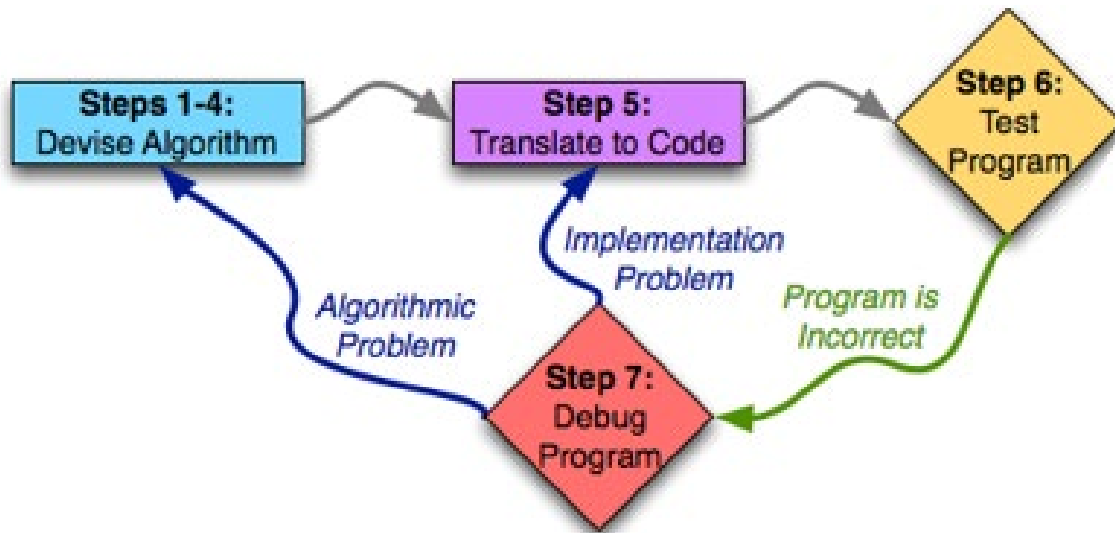 Steps 1-4:
Devise Algorithm
Step 5:
Translate to Code
Step 6:
Test
Program
Implementation
Problem
Algorithmic
Problem
Program is
Incorrect
Step 7:
Debug
Program